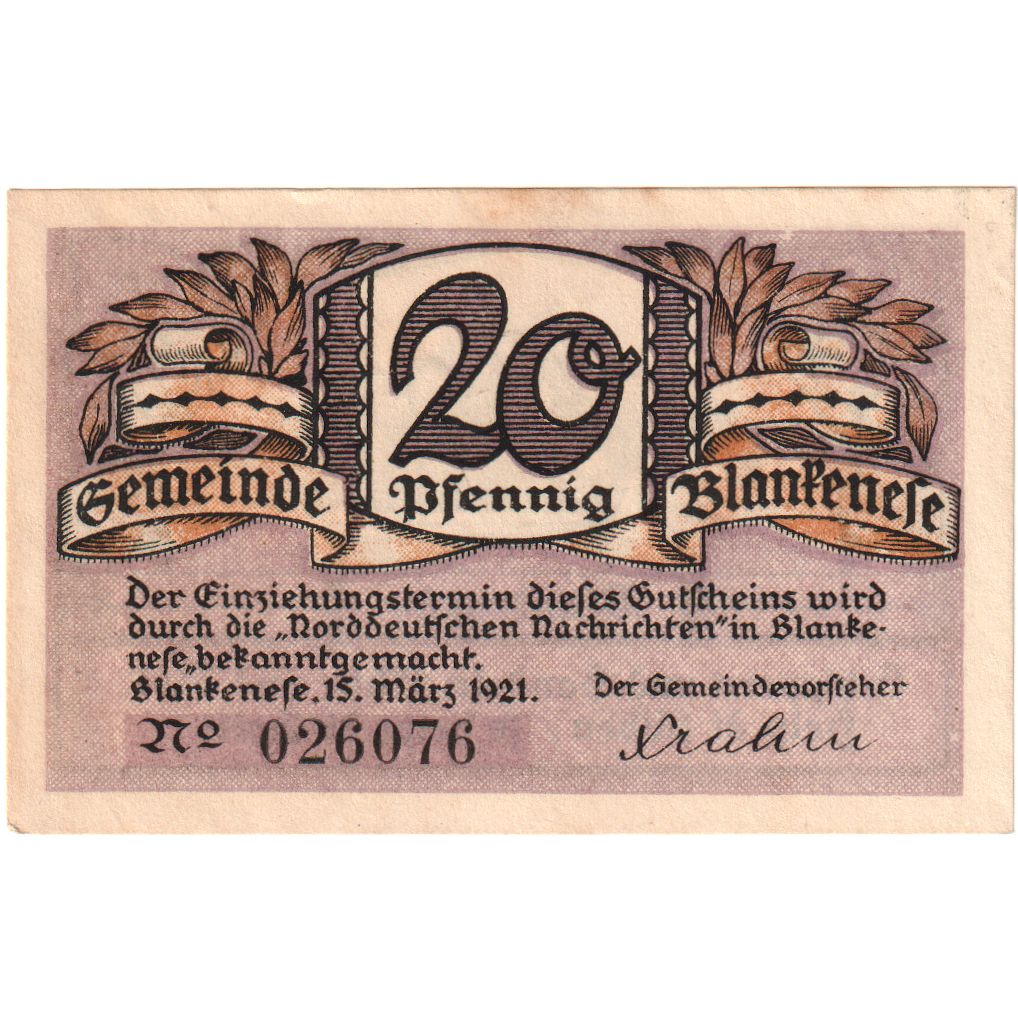 20
Pfennig
Gemeinde Blankenese
Der Einziehungstermin dieses Gutscheins wird
durch die „Norddeutschen Nachrichten" in Blanke-
nese„bekanntgemacht.
Blankenese. 15. März 1921. Der Gemeindevorsteher
No 026076